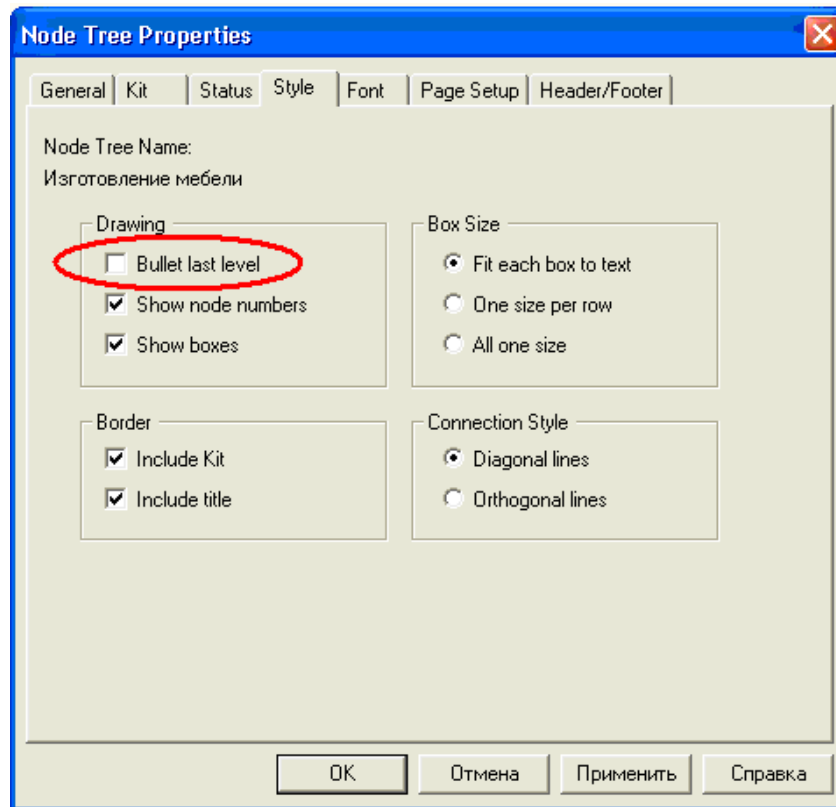 Node Tree Properties
General Kit Status Style Font Page Setup Header/Footer
Node Tree Name:
Изготовление мебели
Drawing
Bullet last level
Show node numbers
Show boxes
Box Size
Fit each box to text
One size per row
All one size
Border
Include Kit
Include title
Connection Style
Diagonal lines
Orthogonal lines
OK Отмена Применить Справка